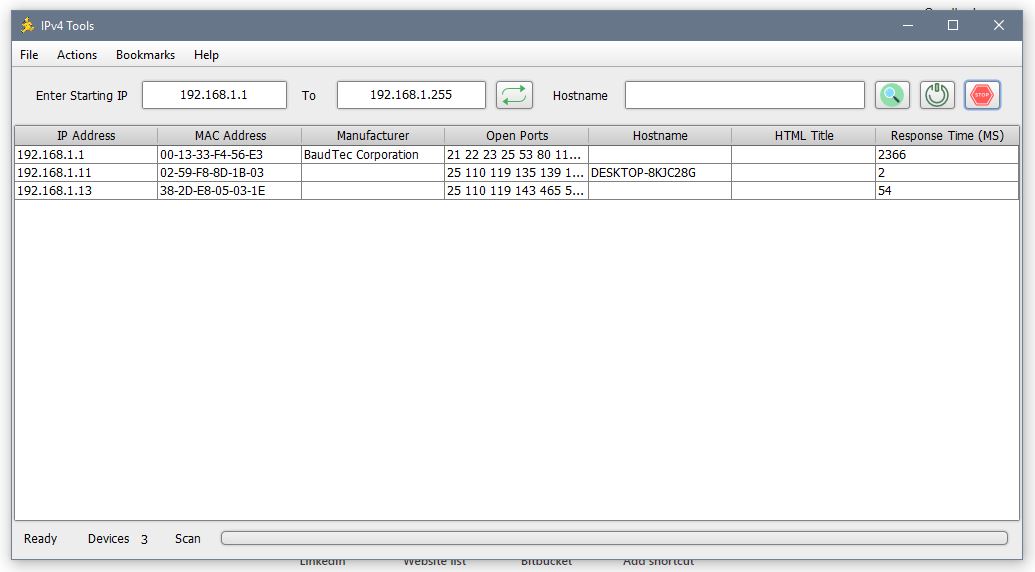 IPv4 Tools
File Actions Bookmarks Help
Enter Starting IP 192.168.1.1 To 192.168.1.255 Hostname STOP
IP Address MAC Address Manufacturer Open Ports Hostname HTML Title Response Time (MS)
192.168.1.1 00-13-33-F4-56-E3 BaudTec Corporation 21 22 23 25 53 80 11... 2366
192.168.1.11 02-59-F8-8D-1B-03 25 110 119 135 139 1... DESKTOP-8KJC28G 2
192.168.1.13 38-2D-E8-05-03-1E 25 110 119 143 465 5... 54
Ready Devices 3 Scan
LinkedIn Website list Bitbucket Add shortcut